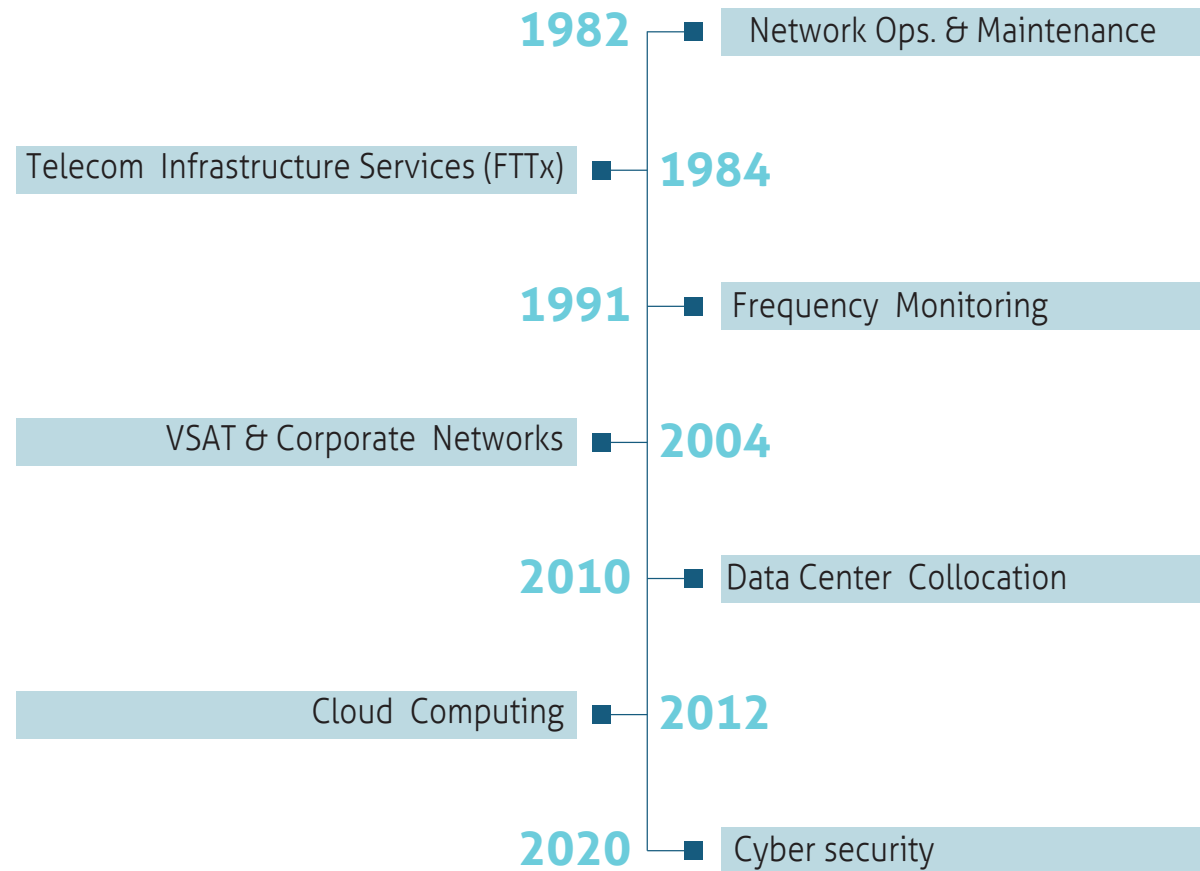 1982 Network Ops. & Maintenance
Telecom Infrastructure Services (FTTx) 1984
1991 Frequency Monitoring
VSAT & Corporate Networks 2004
2010 Data Center Collocation
Cloud Computing 2012
2020 Cyber security